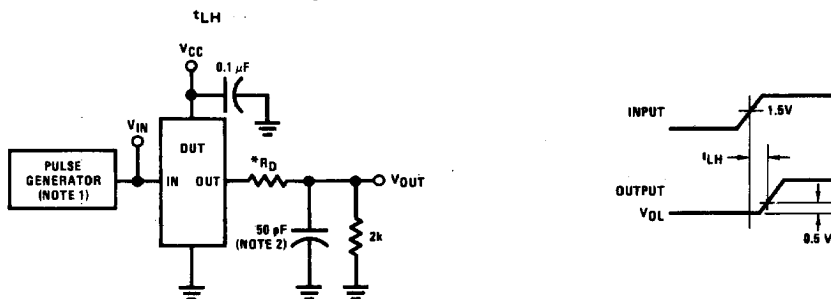 tLH
VCC
0.1 μF
VIN
DUT
PULSE
GENERATOR
(NOTE 1)
IN
OUT
*RD
VOUT
50 pF
(NOTE 2)
2k
INPUT
1.5V
tLH
OUTPUT
VOL
0.5 V